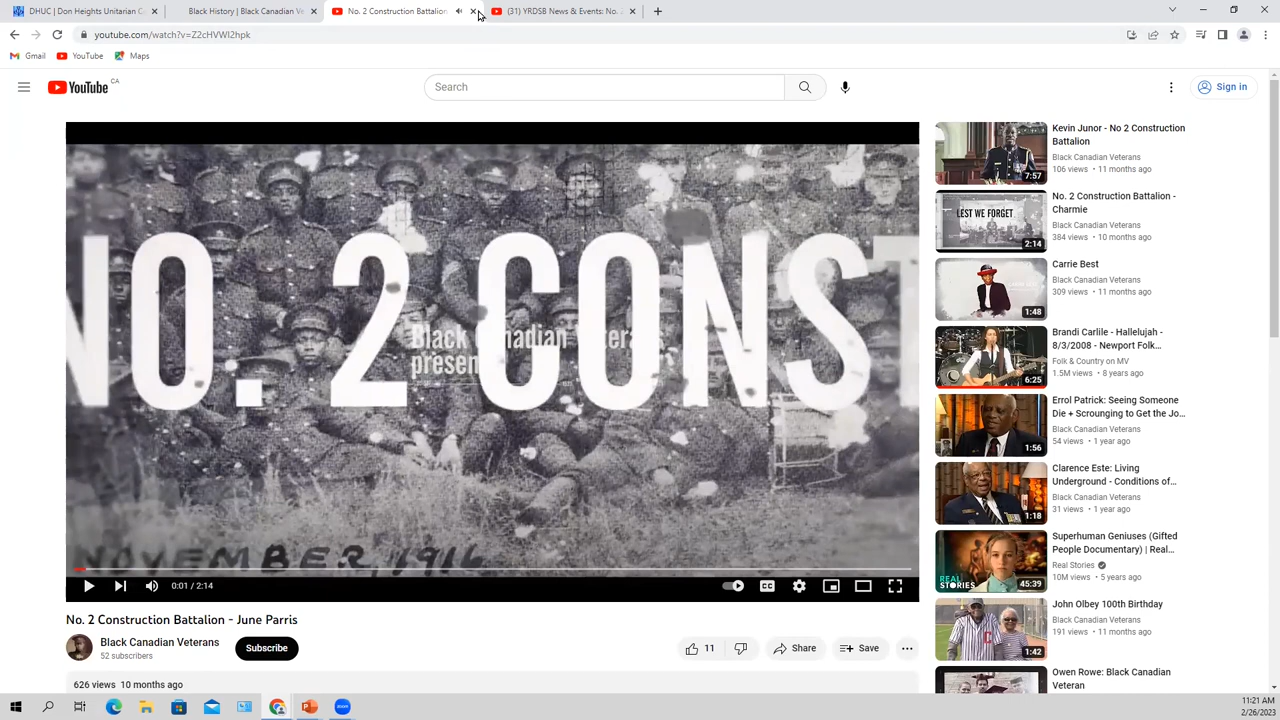 DHUC | Don Heights Unitarian C
Black History | Black Canadian Ve
No. 2 Construction Battalion
(31) YRDSB News & Events: No. 2
youtube.com/watch?v=Z2cHVWl2hpk
Gmail
YouTube
Maps
YouTube CA
Search
Sign in
NO. 2 CONST
Black Canadian Vetera
presen
NOVEMBER, 1916
0:01 / 2:14
CC
No. 2 Construction Battalion - June Parris
Black Canadian Veterans
52 subscribers
Subscribe
11
Share
Save
626 views 10 months ago
Kevin Junor - No 2 Construction
Battalion
Black Canadian Veterans
106 views • 11 months ago
7:57
No. 2 Construction Battalion -
Charmie
Black Canadian Veterans
384 views • 10 months ago
LEST WE FORGET
2:14
Carrie Best
Black Canadian Veterans
309 views • 11 months ago
1:48
Brandi Carlile - Hallelujah -
8/3/2008 - Newport Folk...
Folk & Country on MV
1.5M views • 8 years ago
6:25
Errol Patrick: Seeing Someone
Die + Scrounging to Get the Jo...
Black Canadian Veterans
54 views • 1 year ago
1:56
Clarence Este: Living
Underground - Conditions of...
Black Canadian Veterans
31 views • 1 year ago
1:18
Superhuman Geniuses (Gifted
People Documentary) | Real...
Real Stories
10M views • 5 years ago
REAL
STORIES
45:39
John Olbey 100th Birthday
Black Canadian Veterans
191 views • 11 months ago
1:42
Owen Rowe: Black Canadian
Veteran
zoom
11:21 AM
2/26/2023